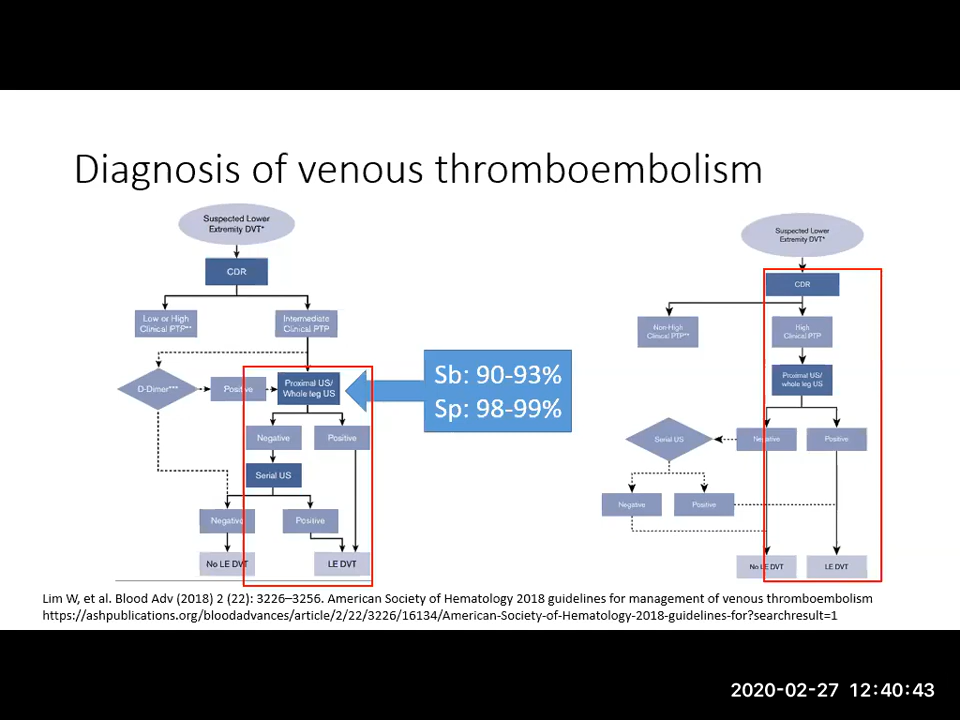 Diagnosis of venous thromboembolism
Suspected Lower
Extremity DVT*
CDR
Low or High
Clinical PTP**
Intermediate
Clinical PTP
D-Dimer***
Positive
Proximal US/
Whole leg US
Negative
Positive
Serial US
Negative
Positive
No LE DVT
LE DVT
Sb: 90-93%
Sp: 98-99%
Suspected Lower
Extremity DVT*
CDR
Non-High
Clinical PTP**
High
Clinical PTP
Proximal US/
whole leg US
Serial US
Negative
Positive
Negative
Positive
No LE DVT
LE DVT
Lim W, et al. Blood Adv (2018) 2 (22): 3226–3256. American Society of Hematology 2018 guidelines for management of venous thromboembolism
https://ashpublications.org/bloodadvances/article/2/22/3226/16134/American-Society-of-Hematology-2018-guidelines-for?searchresult=1
2020-02-27 12:40:43